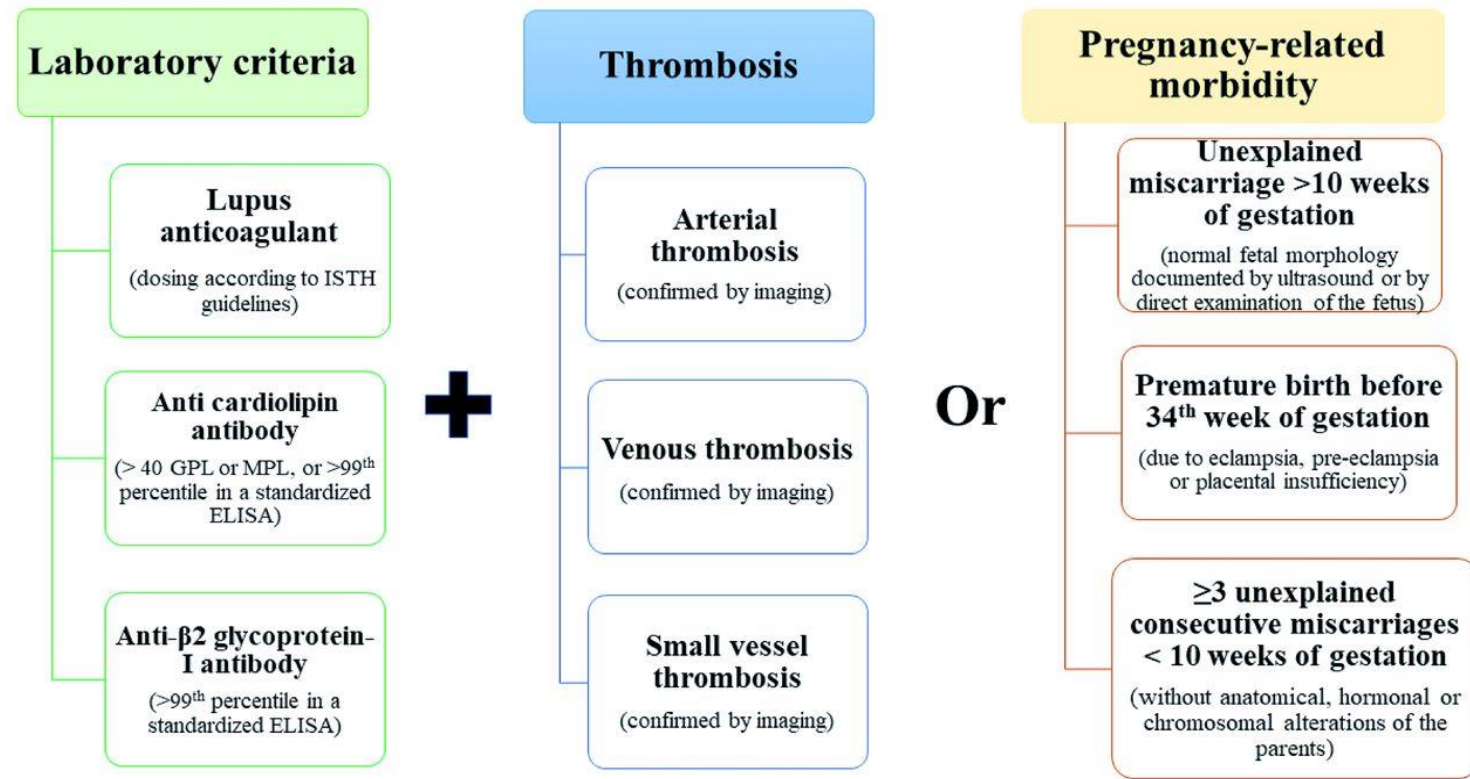 Laboratory criteria
Lupus
anticoagulant
(dosing according to ISTH
guidelines)
Anti cardiolipin
antibody
(> 40 GPL or MPL, or >99th
percentile in a standardized
ELISA)
Anti-β2 glycoprotein-
I antibody
(>99th percentile in a
standardized ELISA)
Thrombosis
Arterial
thrombosis
(confirmed by imaging)
Venous thrombosis
(confirmed by imaging)
Small vessel
thrombosis
(confirmed by imaging)
Or
Pregnancy-related
morbidity
Unexplained
miscarriage >10 weeks
of gestation
(normal fetal morphology
documented by ultrasound or by
direct examination of the fetus)
Premature birth before
34th week of gestation
(due to eclampsia, pre-eclampsia
or placental insufficiency)
≥3 unexplained
consecutive miscarriages
< 10 weeks of gestation
(without anatomical, hormonal or
chromosomal alterations of the
parents)